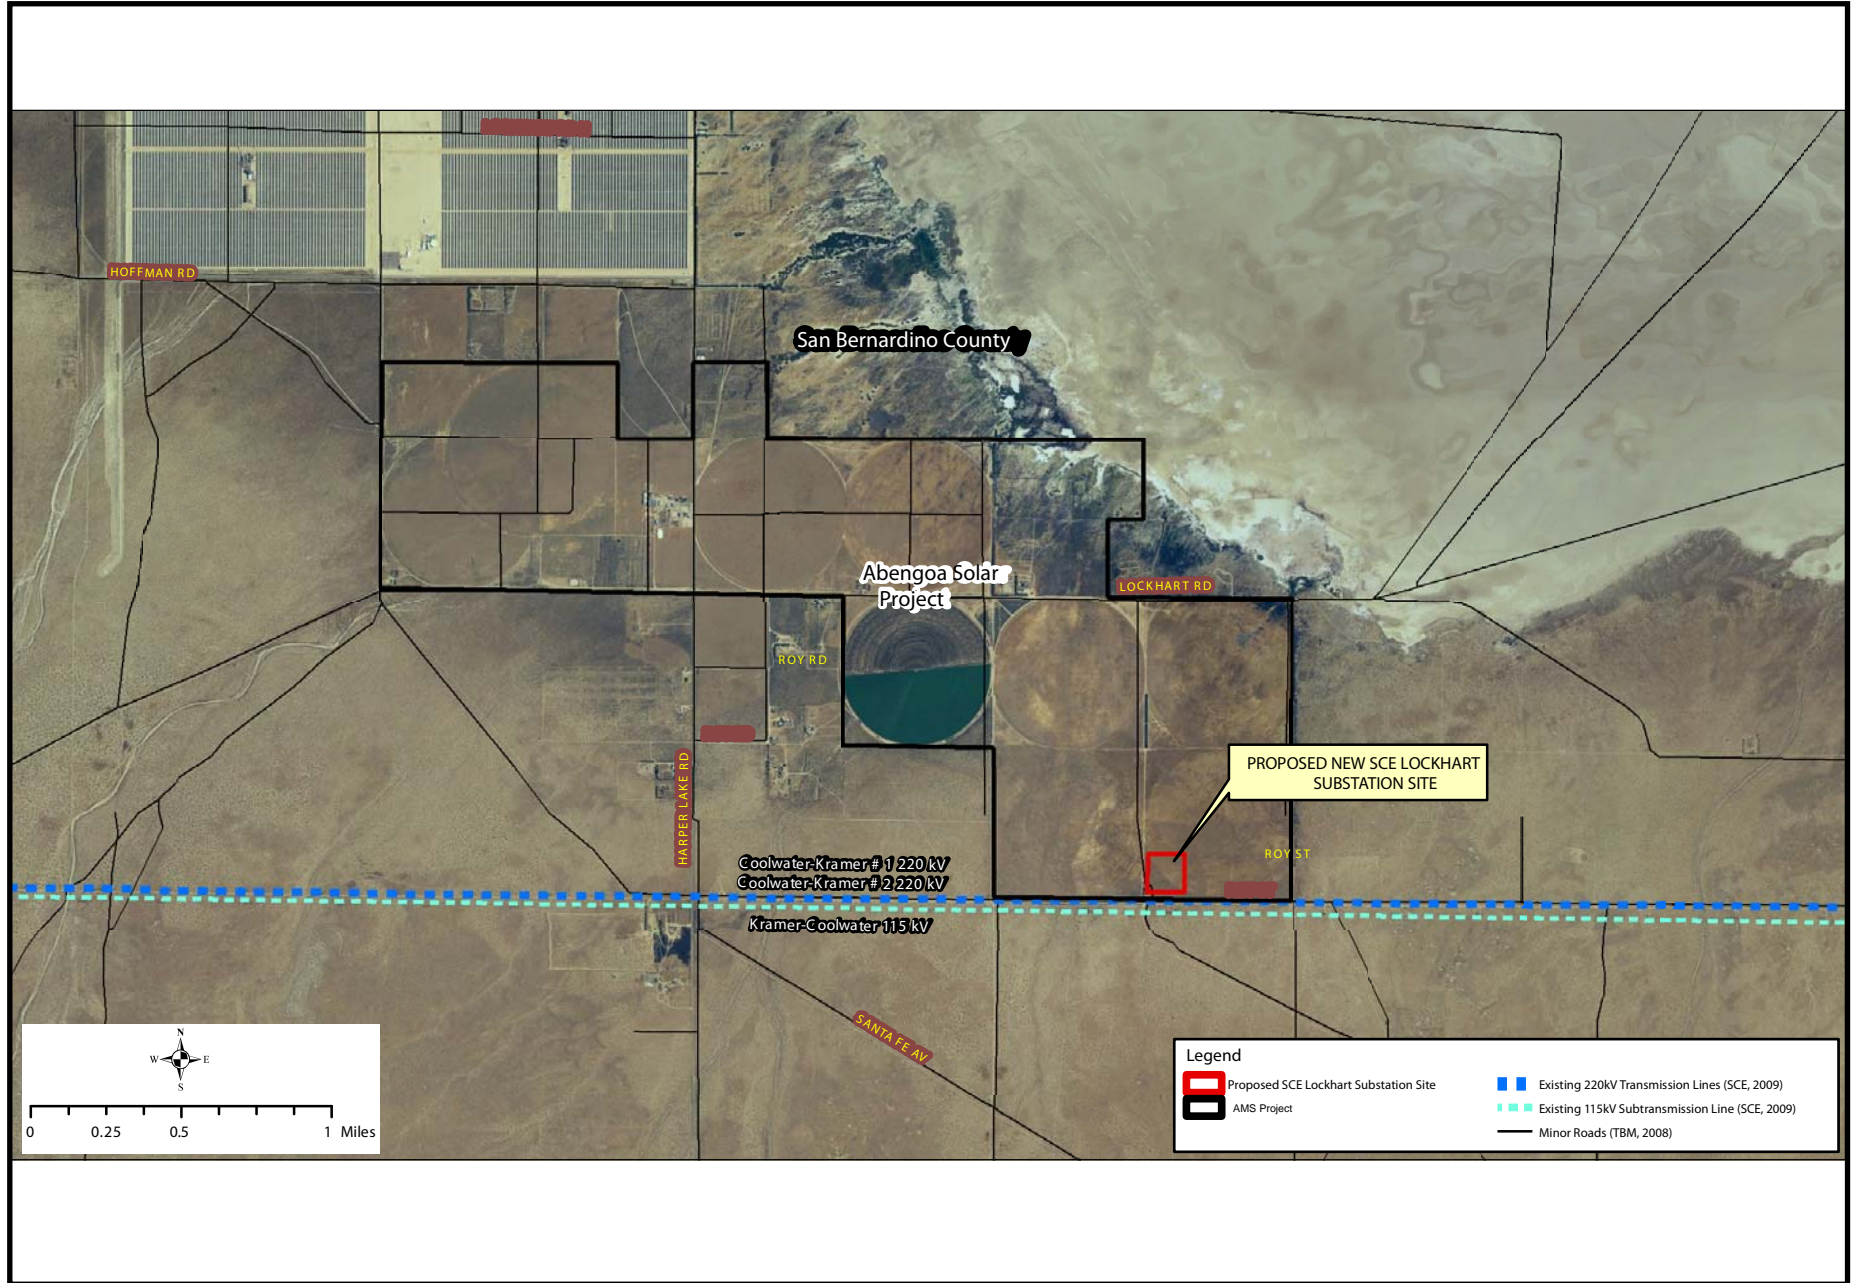 HOFFMAN RD
San Bernardino County
Abengoa Solar
Project
LOCKHART RD
ROY RD
HARPER LAKE RD
PROPOSED NEW SCE LOCKHART
SUBSTATION SITE
ROY ST
Coolwater-Kramer # 1 220 kV
Coolwater-Kramer # 2 220 kV
Kramer-Coolwater 115 kV
SANTA FE AV
N
W E
S
0 0.25 0.5 1 Miles
Legend
Proposed SCE Lockhart Substation Site
AMS Project
Existing 220kV Transmission Lines (SCE, 2009)
Existing 115kV Subtransmission Line (SCE, 2009)
Minor Roads (TBM, 2008)